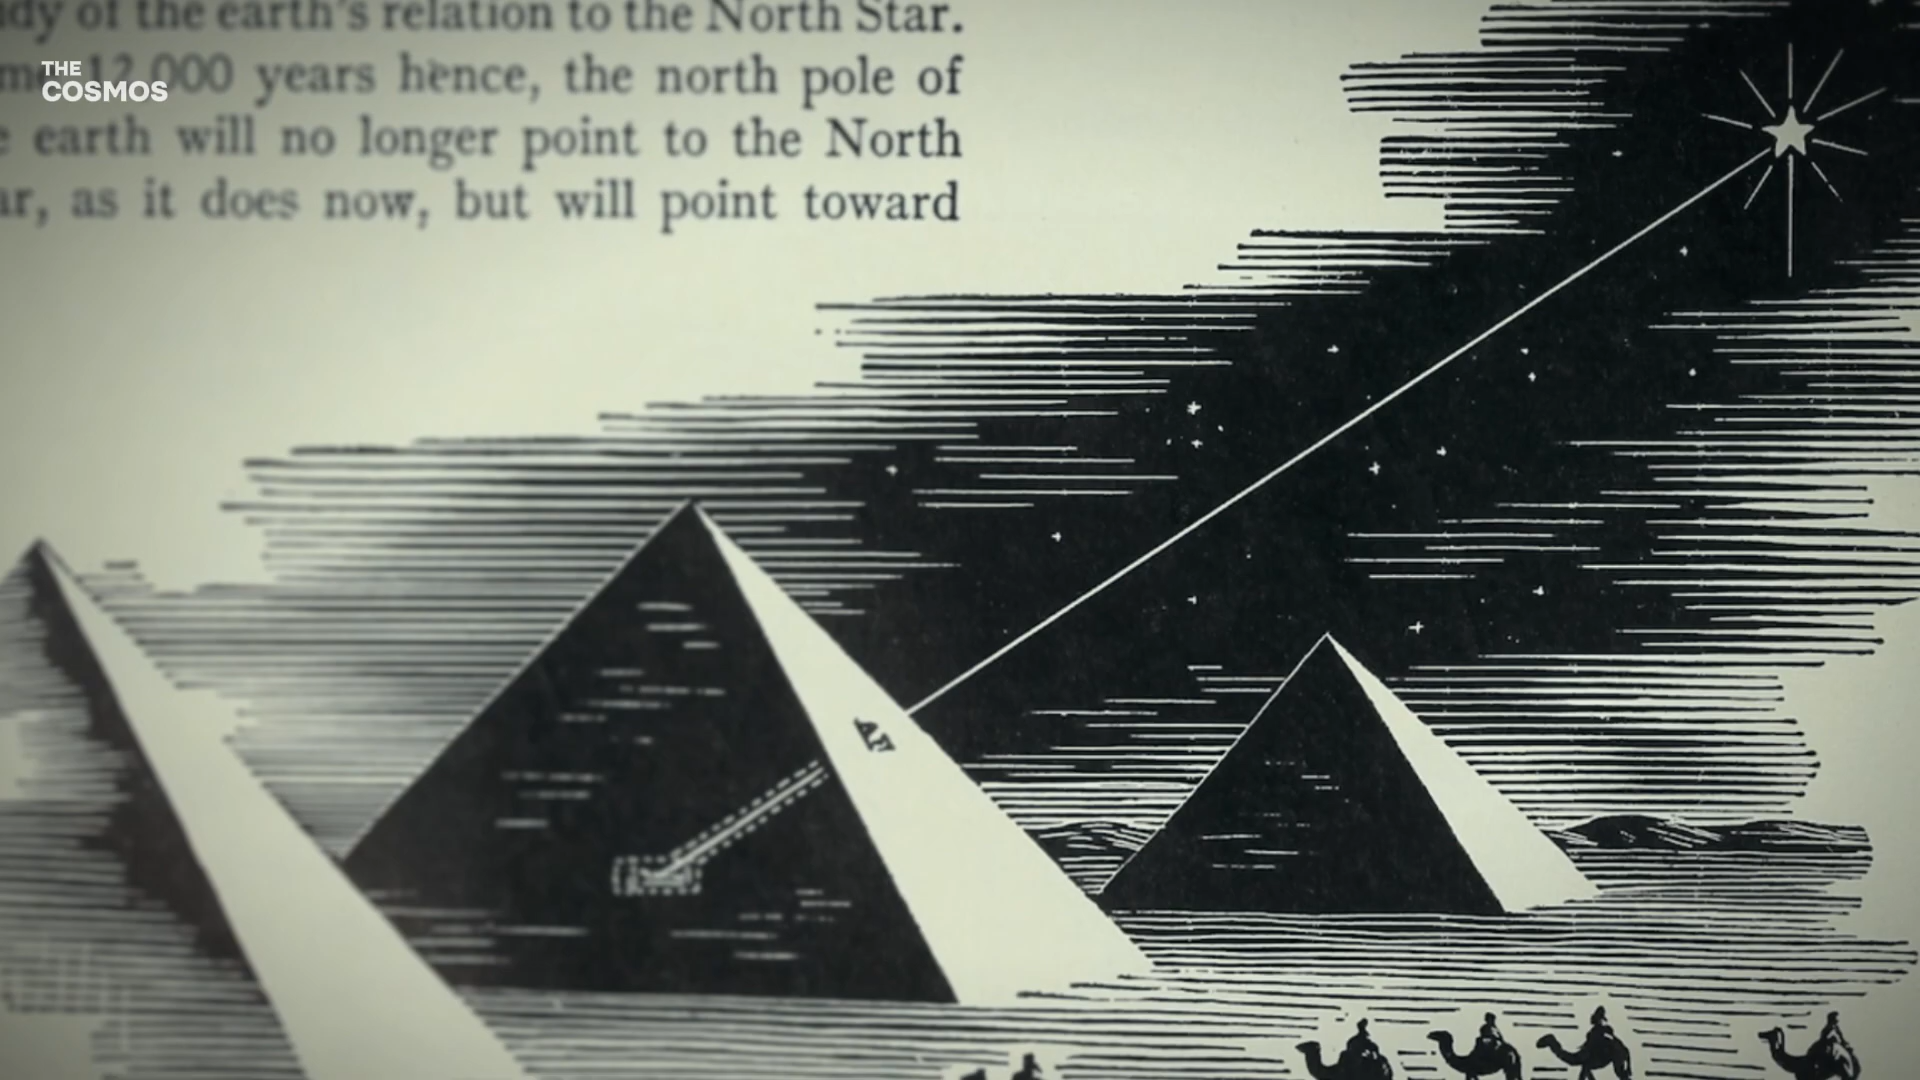 THE
COSMOS
dy of the earth's relation to the North Star.
12,000 years hence, the north pole of
earth will no longer point to the North
ar, as it does now, but will point toward